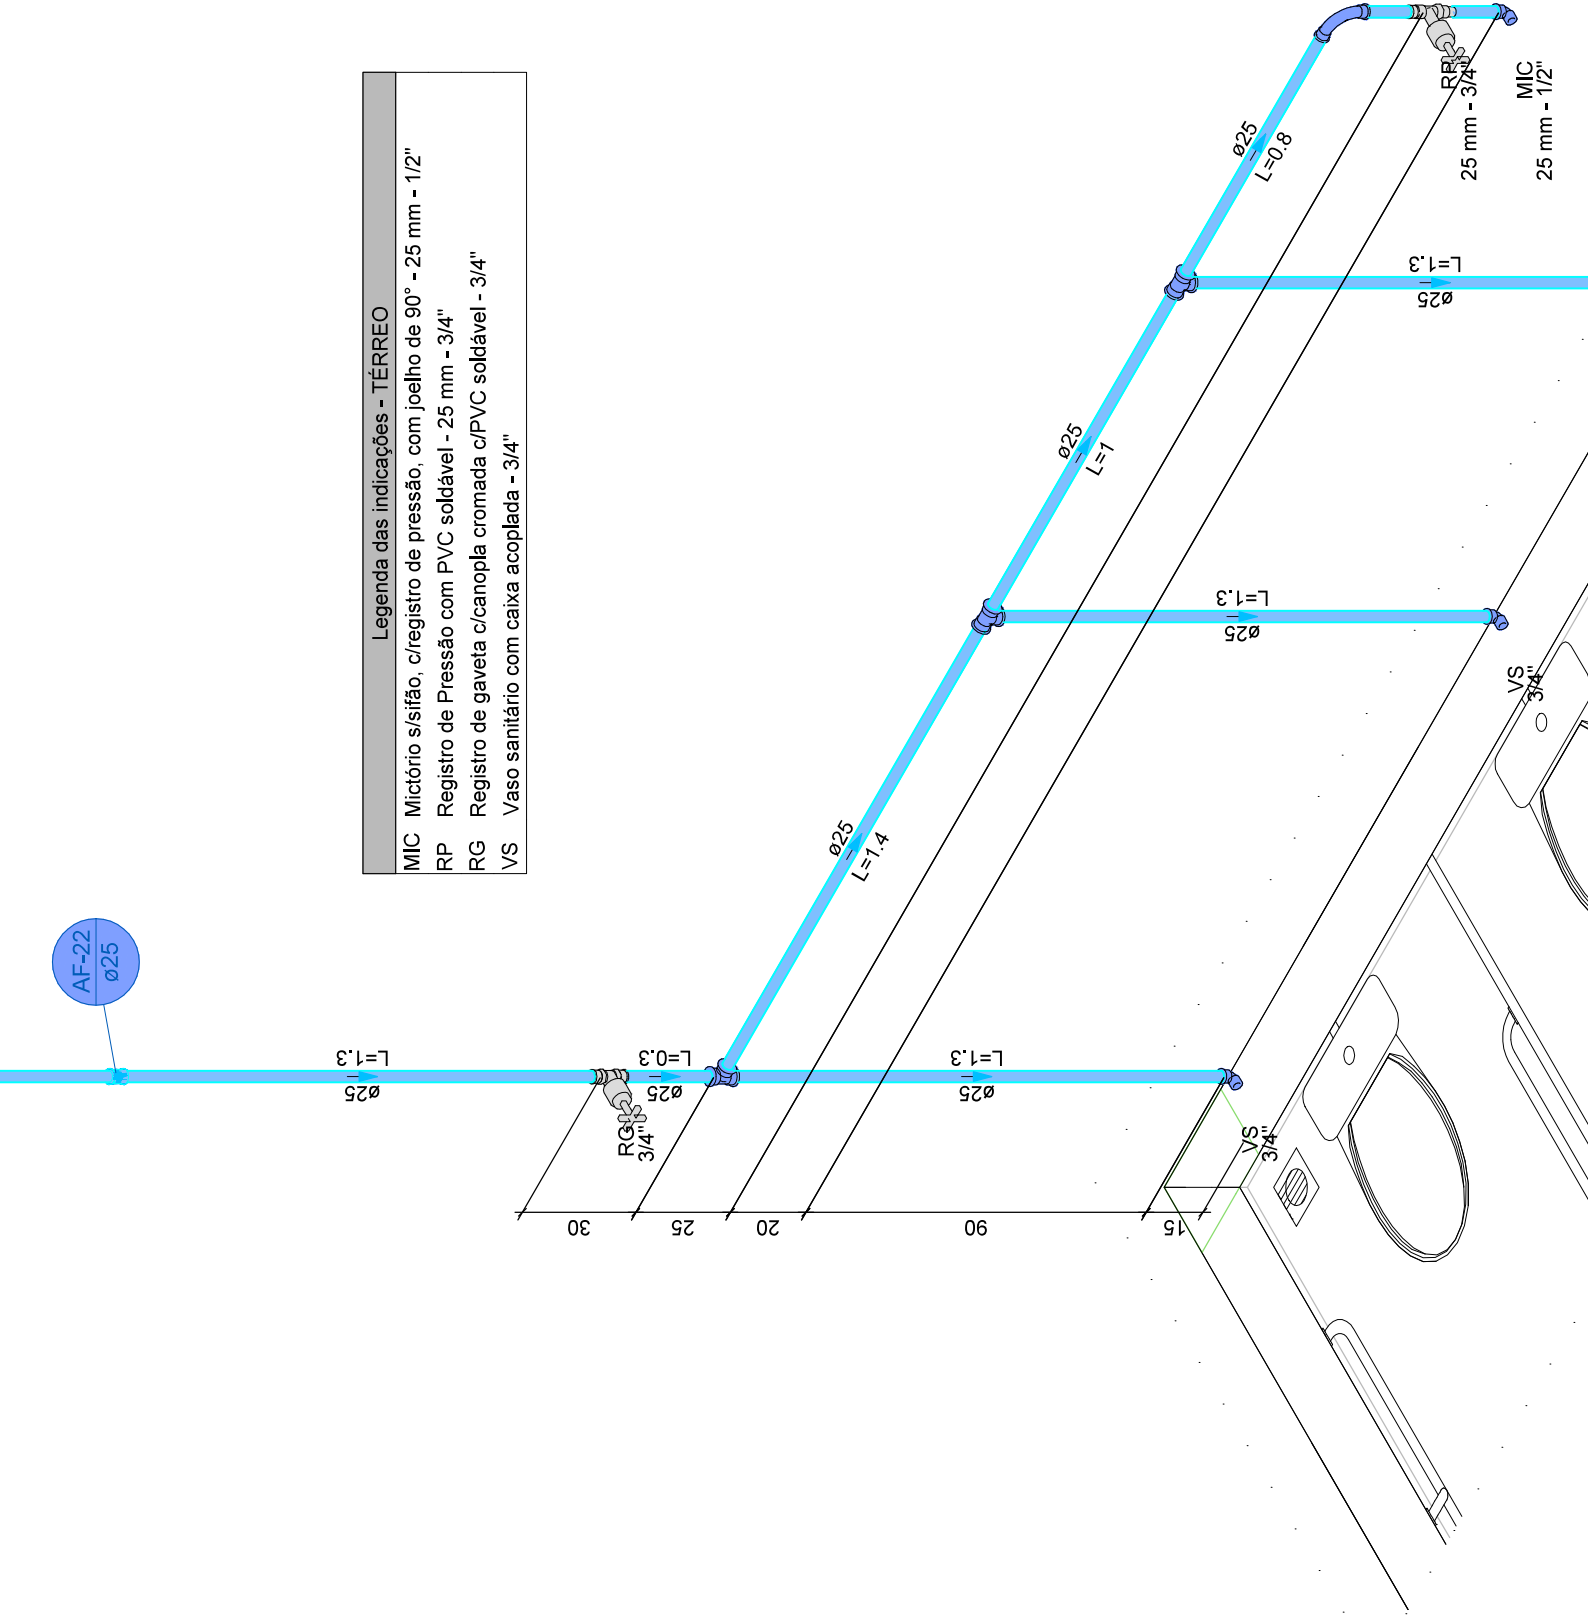 Legenda das indicações - TÉRREO
MIC Mictório s/sifão, c/registro de pressão, com joelho de 90° - 25 mm - 1/2"
RP Registro de Pressão com PVC soldável - 25 mm - 3/4"
RG Registro de gaveta c/canopla cromada c/PVC soldável - 3/4"
VS Vaso sanitário com caixa acoplada - 3/4"
AF-22
ø25
L=1.3
ø25
RG
3/4"
L=0.3
ø25
L=1.3
ø25
VS
3/4"
ø25
L=1.4
L=1.3
ø25
VS
3/4"
ø25
L=1
L=1.3
ø25
ø25
L=0.8
RP
25 mm - 3/4"
MIC
25 mm - 1/2"
30
25
20
90
15